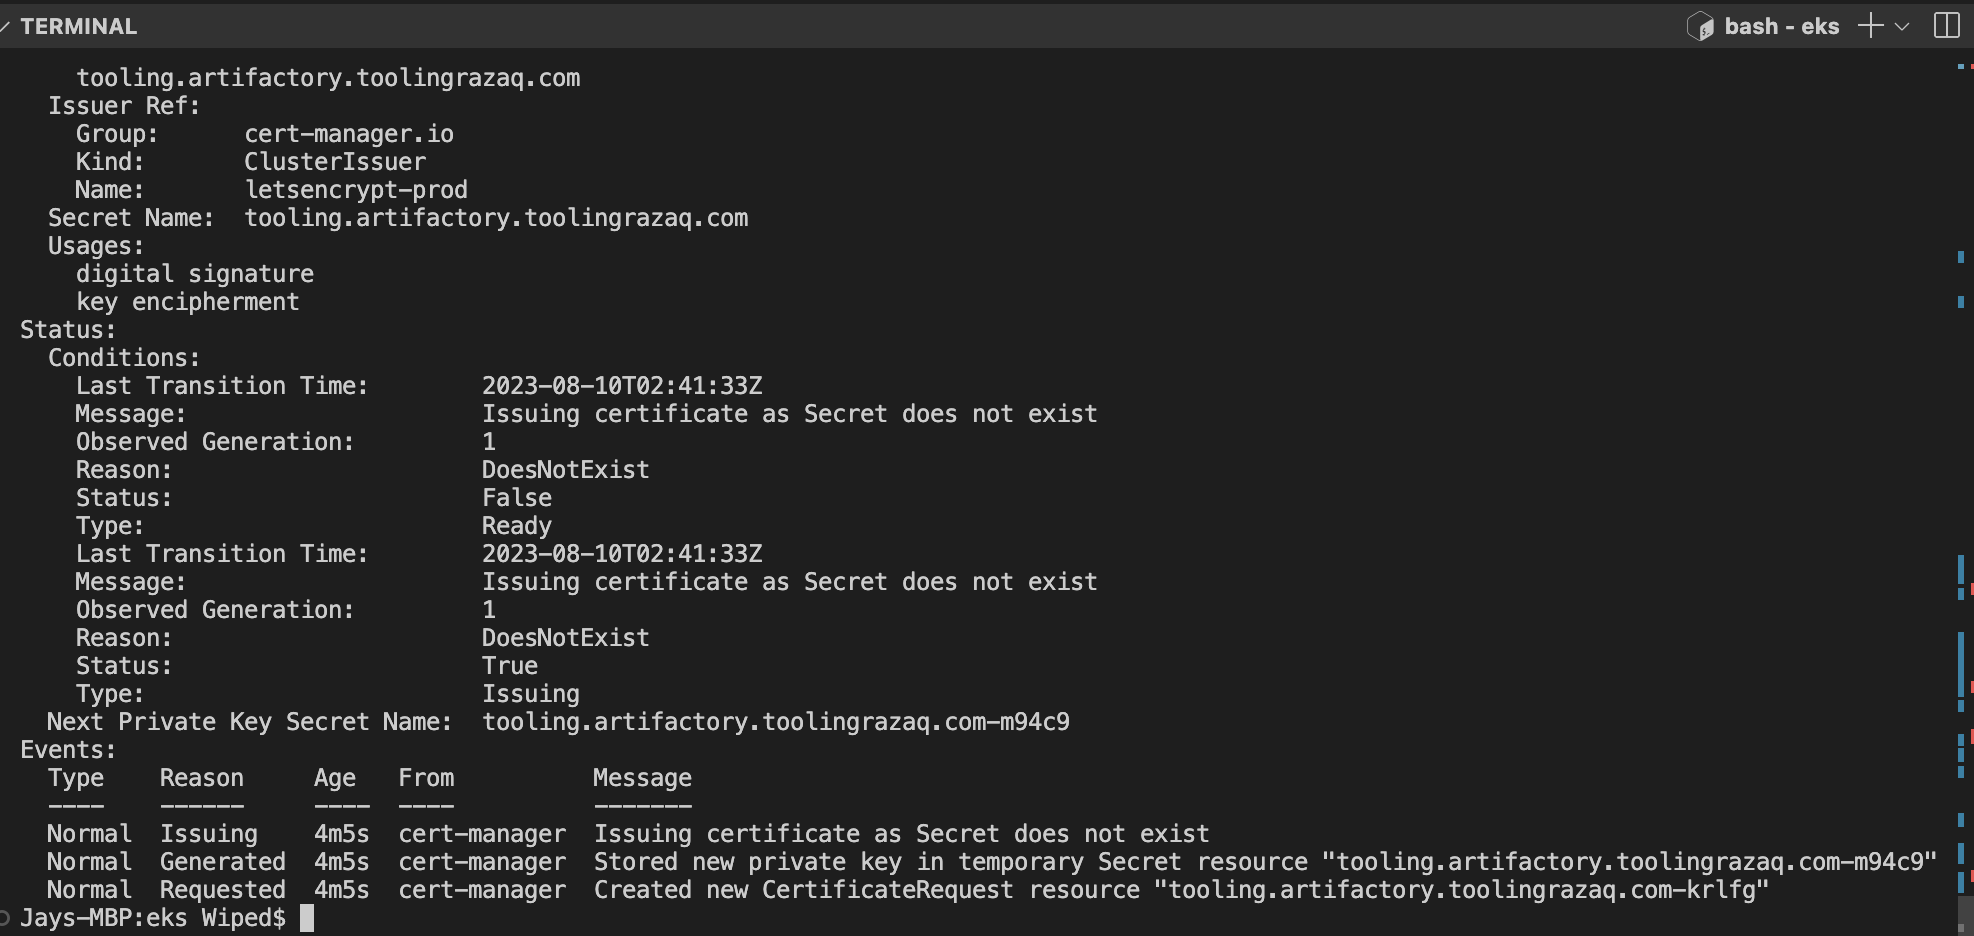 TERMINAL
bash - eks
tooling.artifactory.toolingrazaq.com
Issuer Ref:
Group: cert-manager.io
Kind: ClusterIssuer
Name: letsencrypt-prod
Secret Name: tooling.artifactory.toolingrazaq.com
Usages:
digital signature
key encipherment
Status:
Conditions:
Last Transition Time: 2023-08-10T02:41:33Z
Message: Issuing certificate as Secret does not exist
Observed Generation: 1
Reason: DoesNotExist
Status: False
Type: Ready
Last Transition Time: 2023-08-10T02:41:33Z
Message: Issuing certificate as Secret does not exist
Observed Generation: 1
Reason: DoesNotExist
Status: True
Type: Issuing
Next Private Key Secret Name: tooling.artifactory.toolingrazaq.com-m94c9
Events:
Type Reason Age From Message
---- ------ ---- ---- -------
Normal Issuing 4m5s cert-manager Issuing certificate as Secret does not exist
Normal Generated 4m5s cert-manager Stored new private key in temporary Secret resource "tooling.artifactory.toolingrazaq.com-m94c9"
Normal Requested 4m5s cert-manager Created new CertificateRequest resource "tooling.artifactory.toolingrazaq.com-krlfg"
Jays-MBP:eks Wiped$